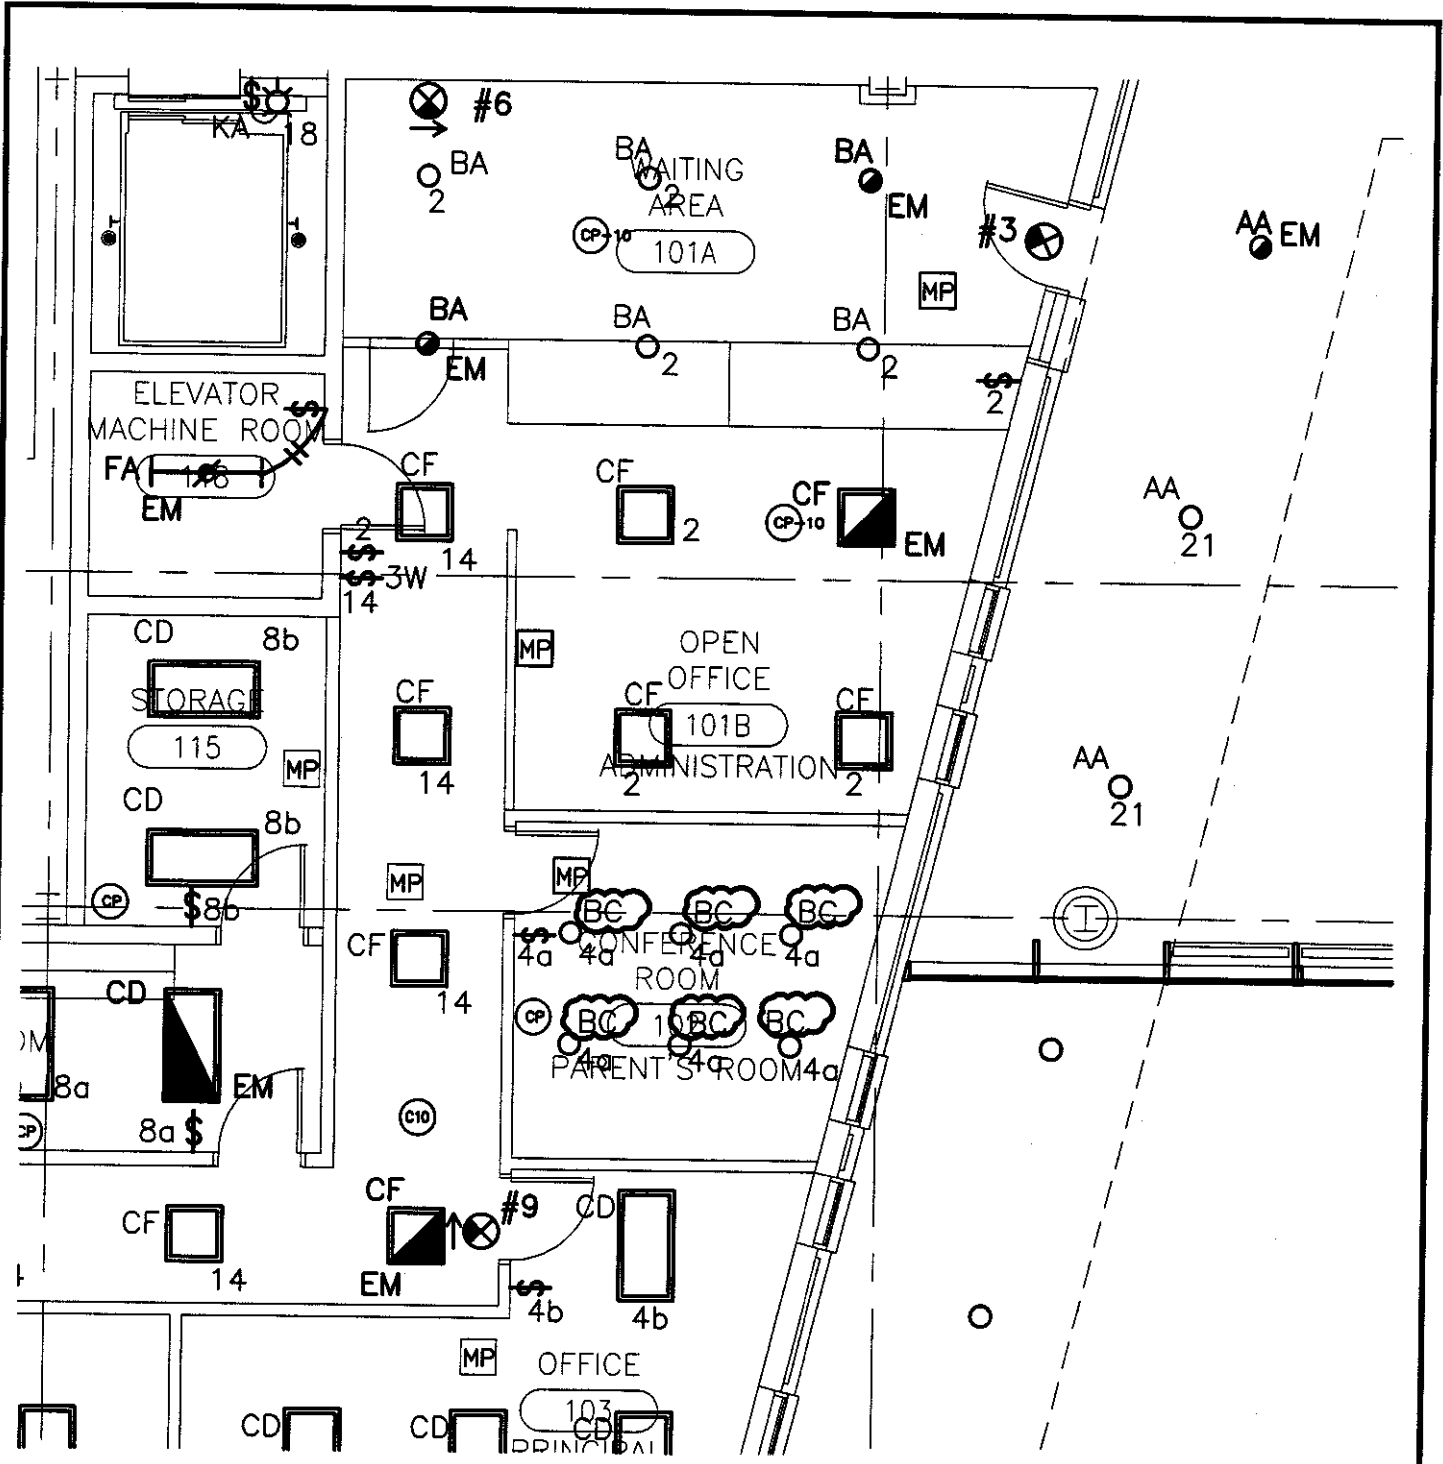 $
KA
18
#6
BA
2
BA
2
WAITING
AREA
101A
CP-10
BA
EM
#3
AA
EM
MP
BA
EM
BA
2
BA
2
$
2
ELEVATOR
MACHINE ROOM
$
FA
EM
CF
14
CF
2
CF
CP-10
EM
AA
21
2
$
$ 3W
14
CD
8b
STORAGE
115
MP
CD
8b
CP
$ 8b
MP
OPEN
OFFICE
101B
ADMINISTRATION
CF
14
CF
2
CF
2
AA
21
MP
MP
BC
BC
BC
$
4a
4a
4a
4a
CONFERENCE
ROOM
CF
14
CP
BC
BC
BC
4a
4a
4a
PARENT'S ROOM
I
CD
EM
8a
8a $
CP
C10
CF
14
CF
EM
#9
CD
4b
$
4b
MP
OFFICE
103
PRINCIPAL
CD
CD
CD